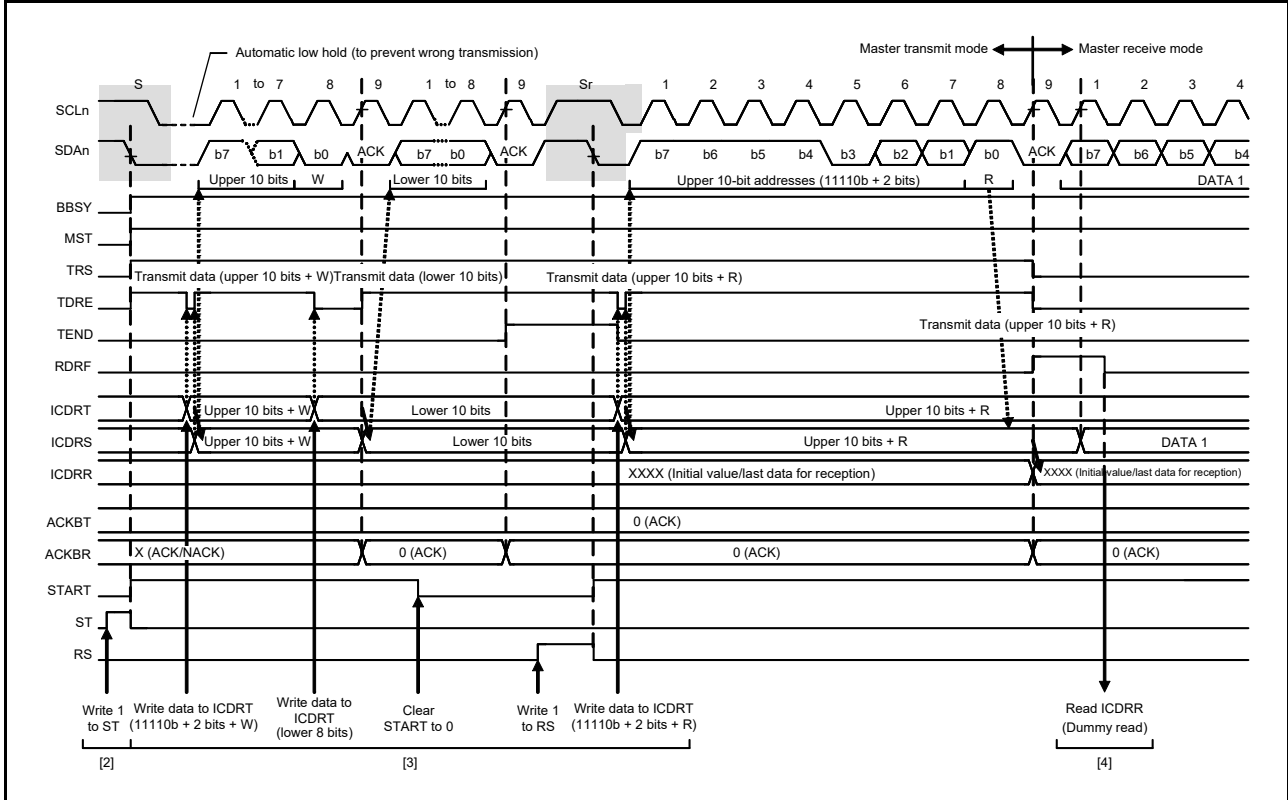 Automatic low hold (to prevent wrong transmission)
Master transmit mode Master receive mode
S 1 to 7 8 9 1 to 8 9 Sr 1 2 3 4 5 6 7 8 9 1 2 3 4
SCLn
SDAn b7 b1 b0 ACK b7 b0 ACK b7 b6 b5 b4 b3 b2 b1 b0 ACK b7 b6 b5 b4
Upper 10 bits W Lower 10 bits Upper 10-bit addresses (11110b + 2 bits) R DATA 1
BBSY
MST
TRS
Transmit data (upper 10 bits + W) Transmit data (lower 10 bits) Transmit data (upper 10 bits + R)
TDRE
TEND Transmit data (upper 10 bits + R)
RDRF
ICDRT Upper 10 bits + W Lower 10 bits Upper 10 bits + R
ICDRS Upper 10 bits + W Lower 10 bits Upper 10 bits + R DATA 1
ICDRR XXXX (Initial value/last data for reception) XXXX (Initial value/last data for reception)
ACKBT 0 (ACK)
ACKBR X (ACK/NACK) 0 (ACK) 0 (ACK) 0 (ACK)
START
ST
RS
Write 1
to ST
Write data to ICDRT
(11110b + 2 bits + W)
Write data to
ICDRT
(lower 8 bits)
Clear
START to 0
Write 1
to RS
Write data to ICDRT
(11110b + 2 bits + R)
Read ICDRR
(Dummy read)
[2] [3] [4]